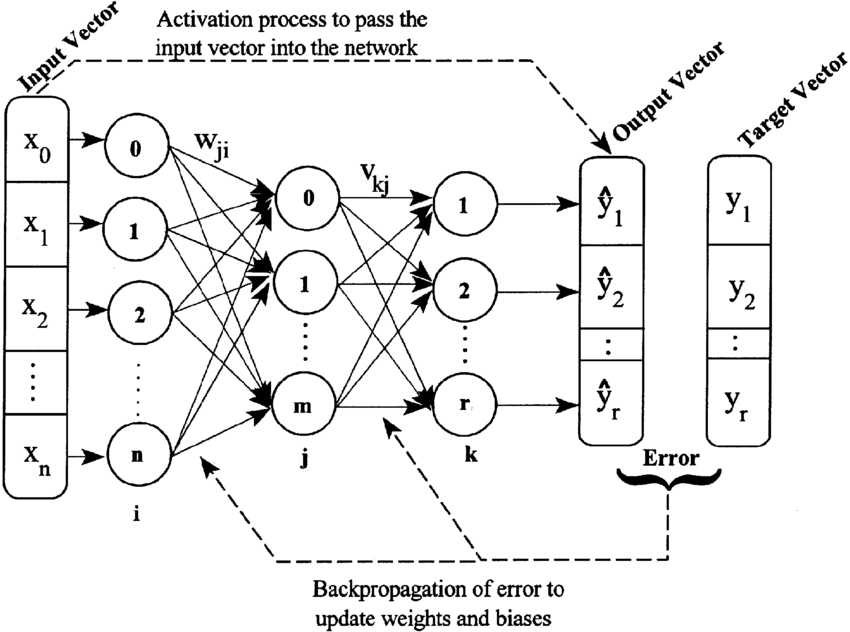 Activation process to pass the
input vector into the network
Input Vector
Output Vector
Target Vector
x0
x1
x2
xn
0
1
2
n
i
wji
0
1
m
j
vkj
1
2
r
k
ŷ1
ŷ2
:
ŷr
y1
y2
:
yr
Error
Backpropagation of error to
update weights and biases